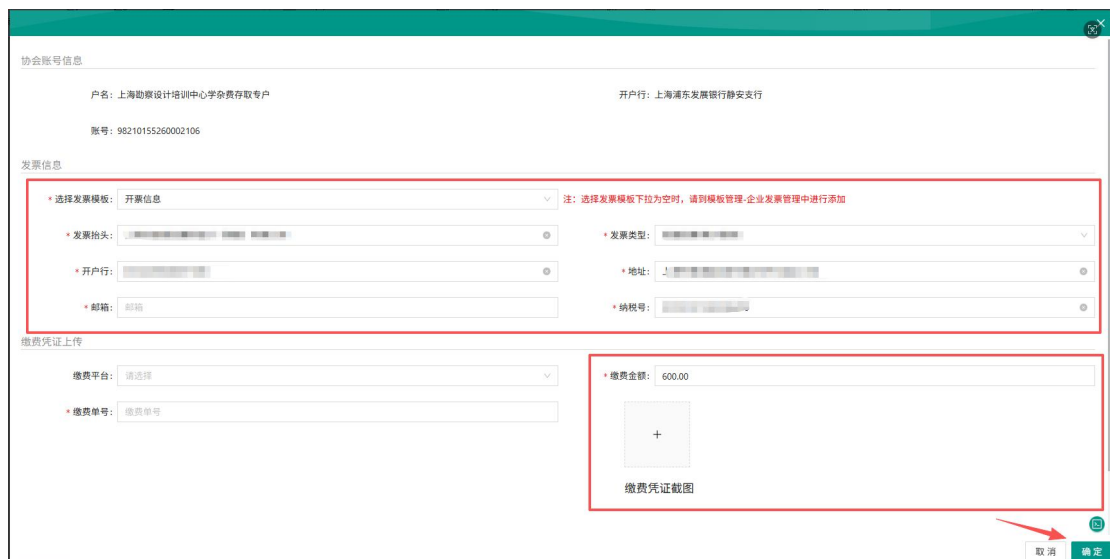 协会账号信息
户名：上海勘察设计培训中心学杂费存取专户 开户行：上海浦东发展银行静安支行
账号：98210155260002106
发票信息
* 选择发票模板： 开票信息 注：选择发票模板下拉为空时，请到模板管理-企业发票管理中进行添加
* 发票抬头： * 发票类型：
* 开户行： * 地址：
* 邮箱： 邮箱 * 纳税号：
缴费凭证上传
缴费平台： 请选择 * 缴费金额： 600.00
* 缴费单号： 缴费单号
缴费凭证截图
取消 确定